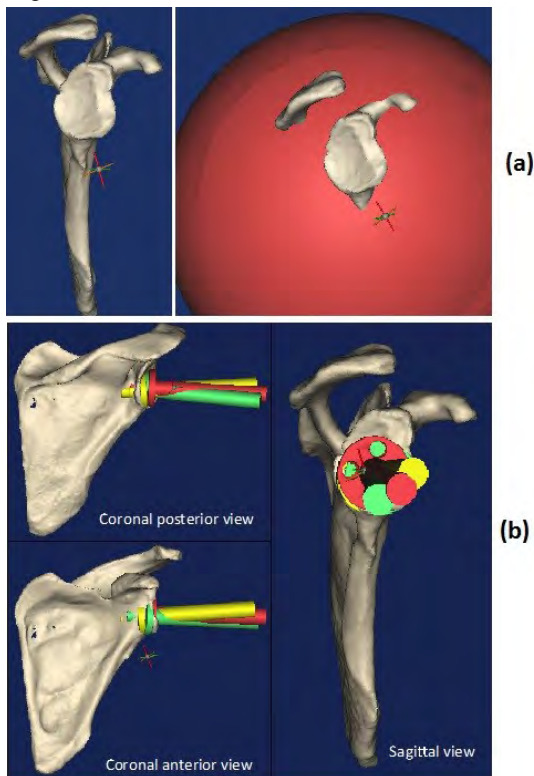 (a)
Coronal posterior view
(b)
Coronal anterior view
Sagittal view